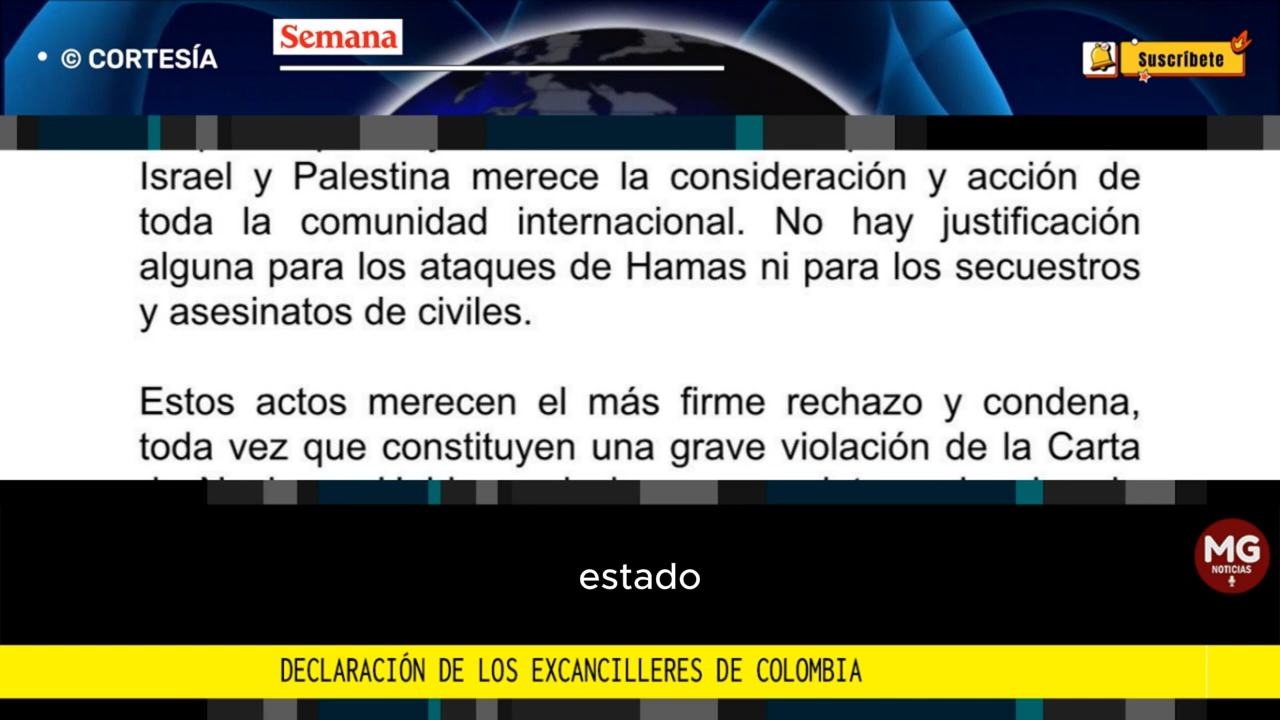 • © CORTESÍA
Semana
Suscríbete
Israel y Palestina merece la consideración y acción de
toda la comunidad internacional. No hay justificación
alguna para los ataques de Hamas ni para los secuestros
y asesinatos de civiles.
Estos actos merecen el más firme rechazo y condena,
toda vez que constituyen una grave violación de la Carta
estado
MG
NOTICIAS
DECLARACIÓN DE LOS EXCANCILLERES DE COLOMBIA